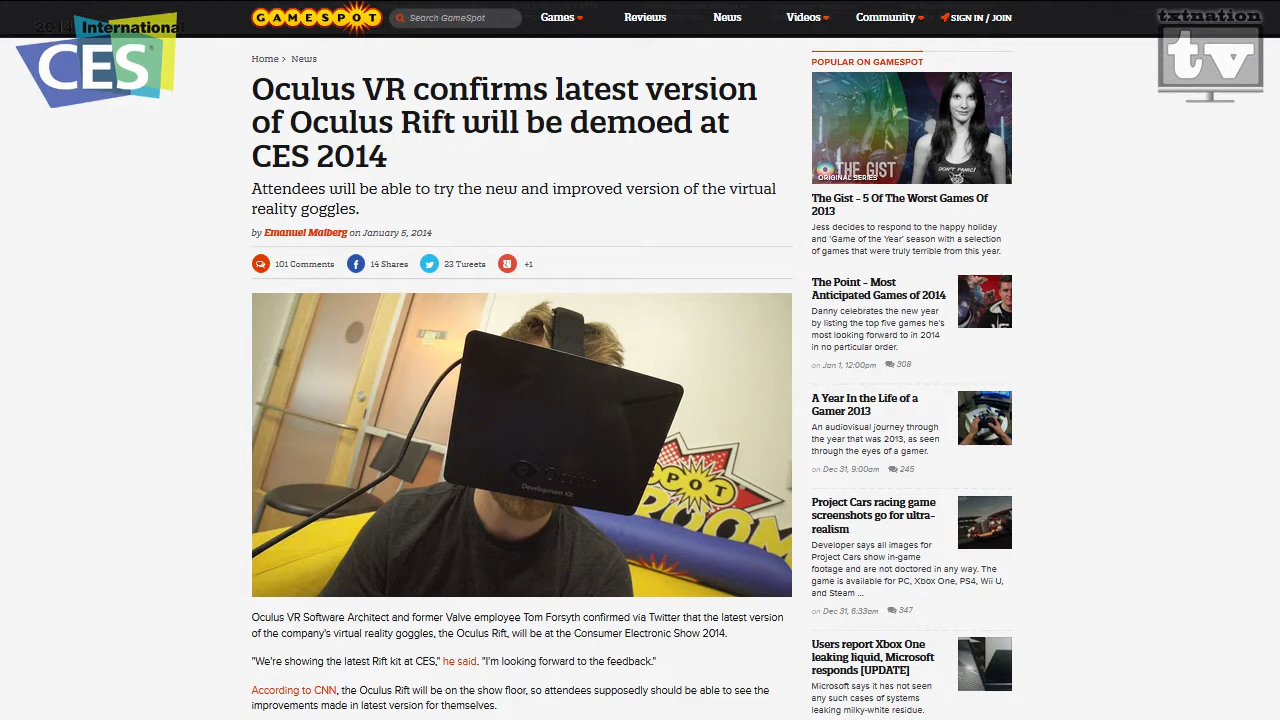 2014 International
CES
GAMESPOT
Search GameSpot
Games
Reviews
News
Videos
Community
SIGN IN / JOIN
txtnation
tv
Home > News
Oculus VR confirms latest version
of Oculus Rift will be demoed at
CES 2014
Attendees will be able to try the new and improved version of the virtual
reality goggles.
by Emanuel Maiberg on January 5, 2014
101 Comments
14 Shares
23 Tweets
+1
Oculus
Development Kit
SPOT
ROOM
Oculus VR Software Architect and former Valve employee Tom Forsyth confirmed via Twitter that the latest version
of the company's virtual reality goggles, the Oculus Rift, will be at the Consumer Electronic Show 2014.
"We're showing the latest Rift kit at CES," he said. "I'm looking forward to the feedback."
According to CNN, the Oculus Rift will be on the show floor, so attendees supposedly should be able to see the
improvements made in latest version for themselves.
POPULAR ON GAMESPOT
DON'T PANIC!
THE GIST
ORIGINAL SERIES
The Gist - 5 Of The Worst Games Of
2013
Jess decides to respond to the happy holiday
and 'Game of the Year' season with a selection
of games that were truly terrible from this year.
The Point - Most
Anticipated Games of 2014
Danny celebrates the new year
by listing the top five games he's
most looking forward to in 2014
in no particular order.
on Jan 1, 12:00pm 308
A Year In the Life of a
Gamer 2013
An audiovisual journey through
the year that was 2013, as seen
through the eyes of a gamer.
on Dec 31, 9:00am 245
Project Cars racing game
screenshots go for ultra-
realism
Developer says all images for
Project Cars show in-game
footage and are not doctored in any way. The
game is available for PC, Xbox One, PS4, Wii U,
and Steam ...
on Dec 31, 6:33am 347
Users report Xbox One
leaking liquid, Microsoft
responds [UPDATE]
Microsoft says it has not seen
any such cases of systems
leaking milky-white residue.